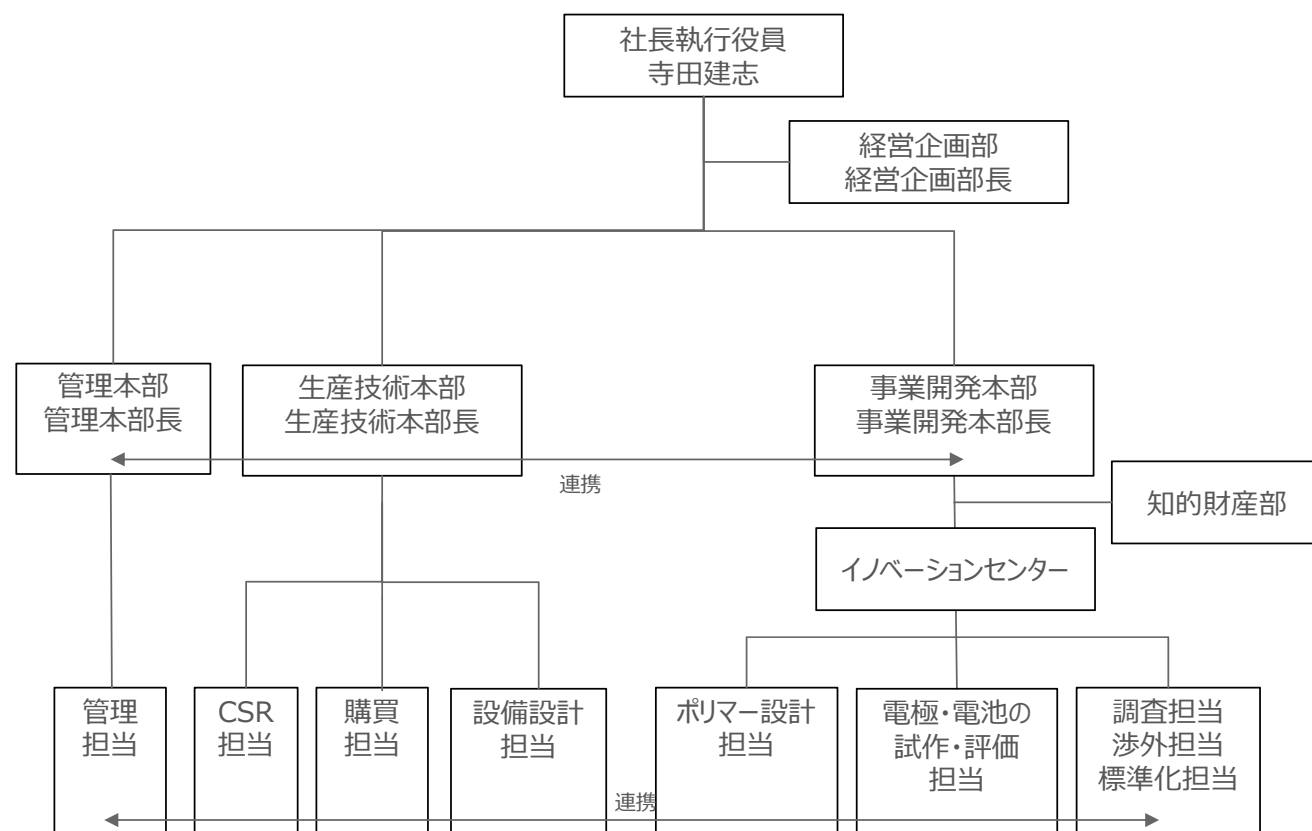 社長執行役員
寺田建志
経営企画部
経営企画部長
管理本部
管理本部長
生産技術本部
生産技術本部長
事業開発本部
事業開発本部長
連携
知的財産部
イノベーションセンター
管理
担当
CSR
担当
購買
担当
設備設計
担当
ポリマー設計
担当
電極・電池の
試作・評価
担当
調査担当
渉外担当
標準化担当
連携